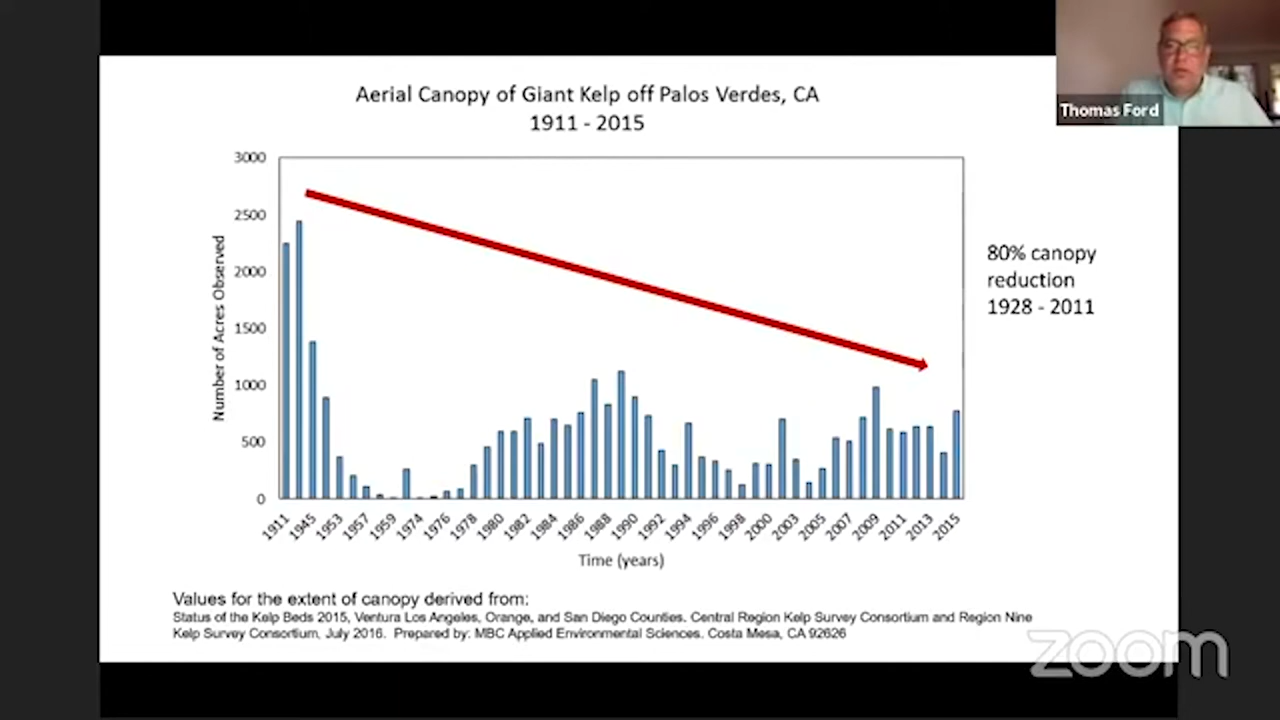 Aerial Canopy of Giant Kelp off Palos Verdes, CA
1911 - 2015
Thomas Ford
3000
2500
2000
1500
1000
500
0
Number of Acres Observed
80% canopy
reduction
1928 - 2011
1911 1945 1953 1957 1959 1974 1976 1978 1980 1982 1984 1986 1988 1990 1992 1994 1996 1998 2000 2003 2005 2007 2009 2011 2013 2015
Time (years)
Values for the extent of canopy derived from:
Status of the Kelp Beds 2015, Ventura Los Angeles, Orange, and San Diego Counties. Central Region Kelp Survey Consortium and Region Nine
Kelp Survey Consortium, July 2016. Prepared by: MBC Applied Environmental Sciences. Costa Mesa, CA 92626
zoom